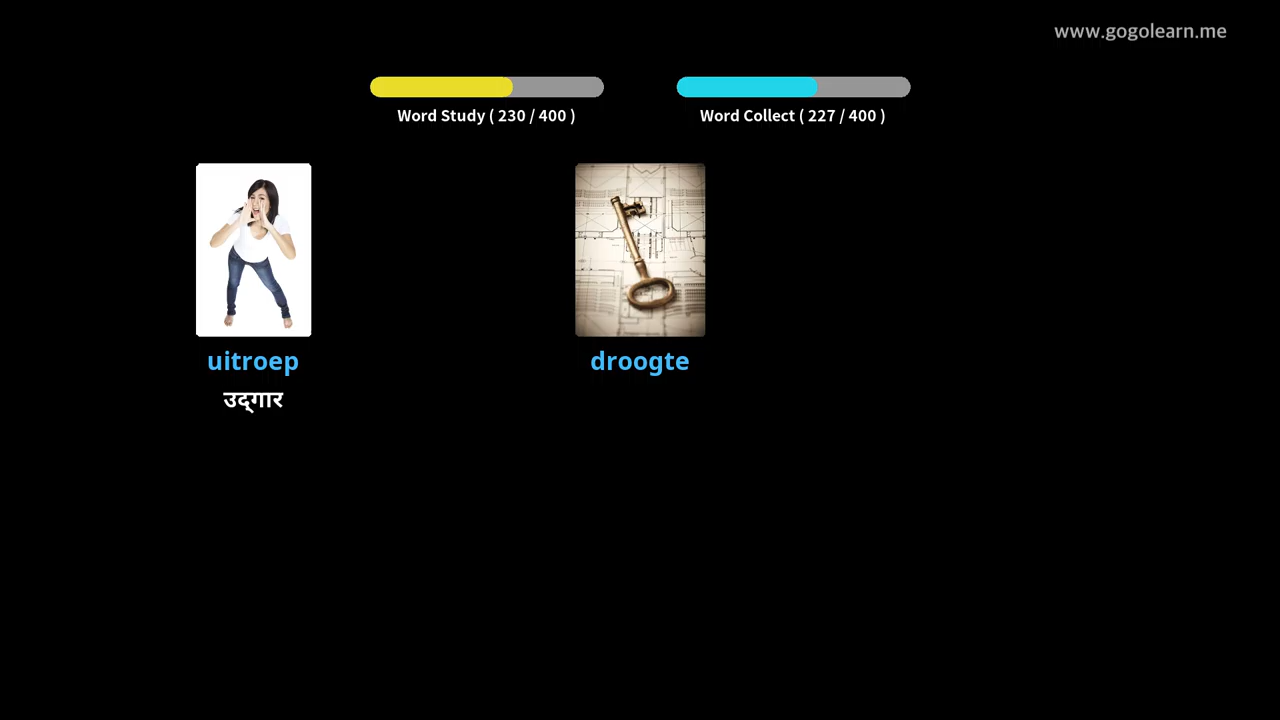 www.gogolearn.me
Word Study ( 230 / 400 )
Word Collect ( 227 / 400 )
uitroep
droogte
उद्‌गार